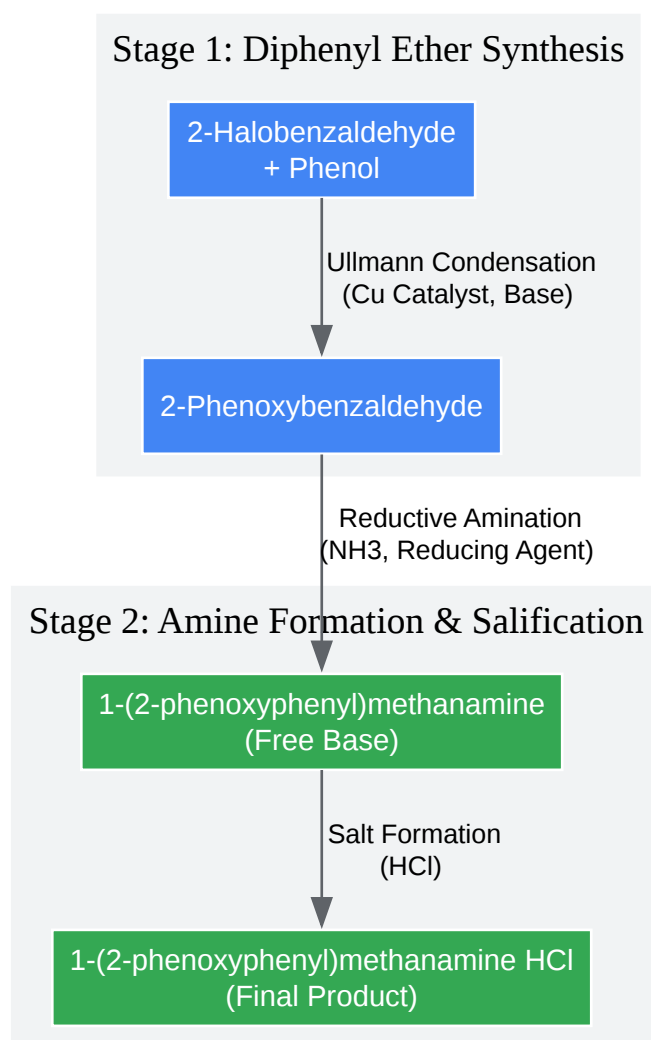 Stage 1: Diphenyl Ether Synthesis
2-Halobenzaldehyde
+ Phenol
Ullmann Condensation
(Cu Catalyst, Base)
2-Phenoxybenzaldehyde
Reductive Amination
(NH3, Reducing Agent)
Stage 2: Amine Formation & Salification
1-(2-phenoxyphenyl)methanamine
(Free Base)
Salt Formation
(HCl)
1-(2-phenoxyphenyl)methanamine HCl
(Final Product)